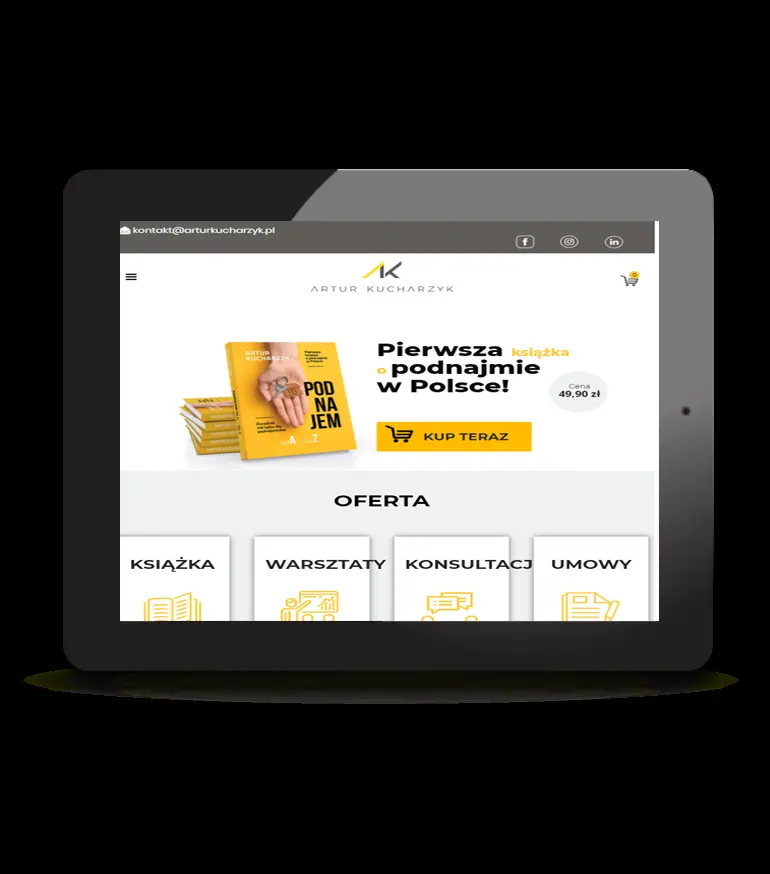 kontakt@arturkucharzyk.pl
AK
ARTUR KUCHARZYK
0
ARTUR
KUCHARZYK
POD
NA
JEM
A Z
Pierwsza książka
o podnajmie
w Polsce!
Cena
49,90 zł
KUP TERAZ
OFERTA
KSIĄŻKA
WARSZTATY
KONSULTACJ
UMOWY